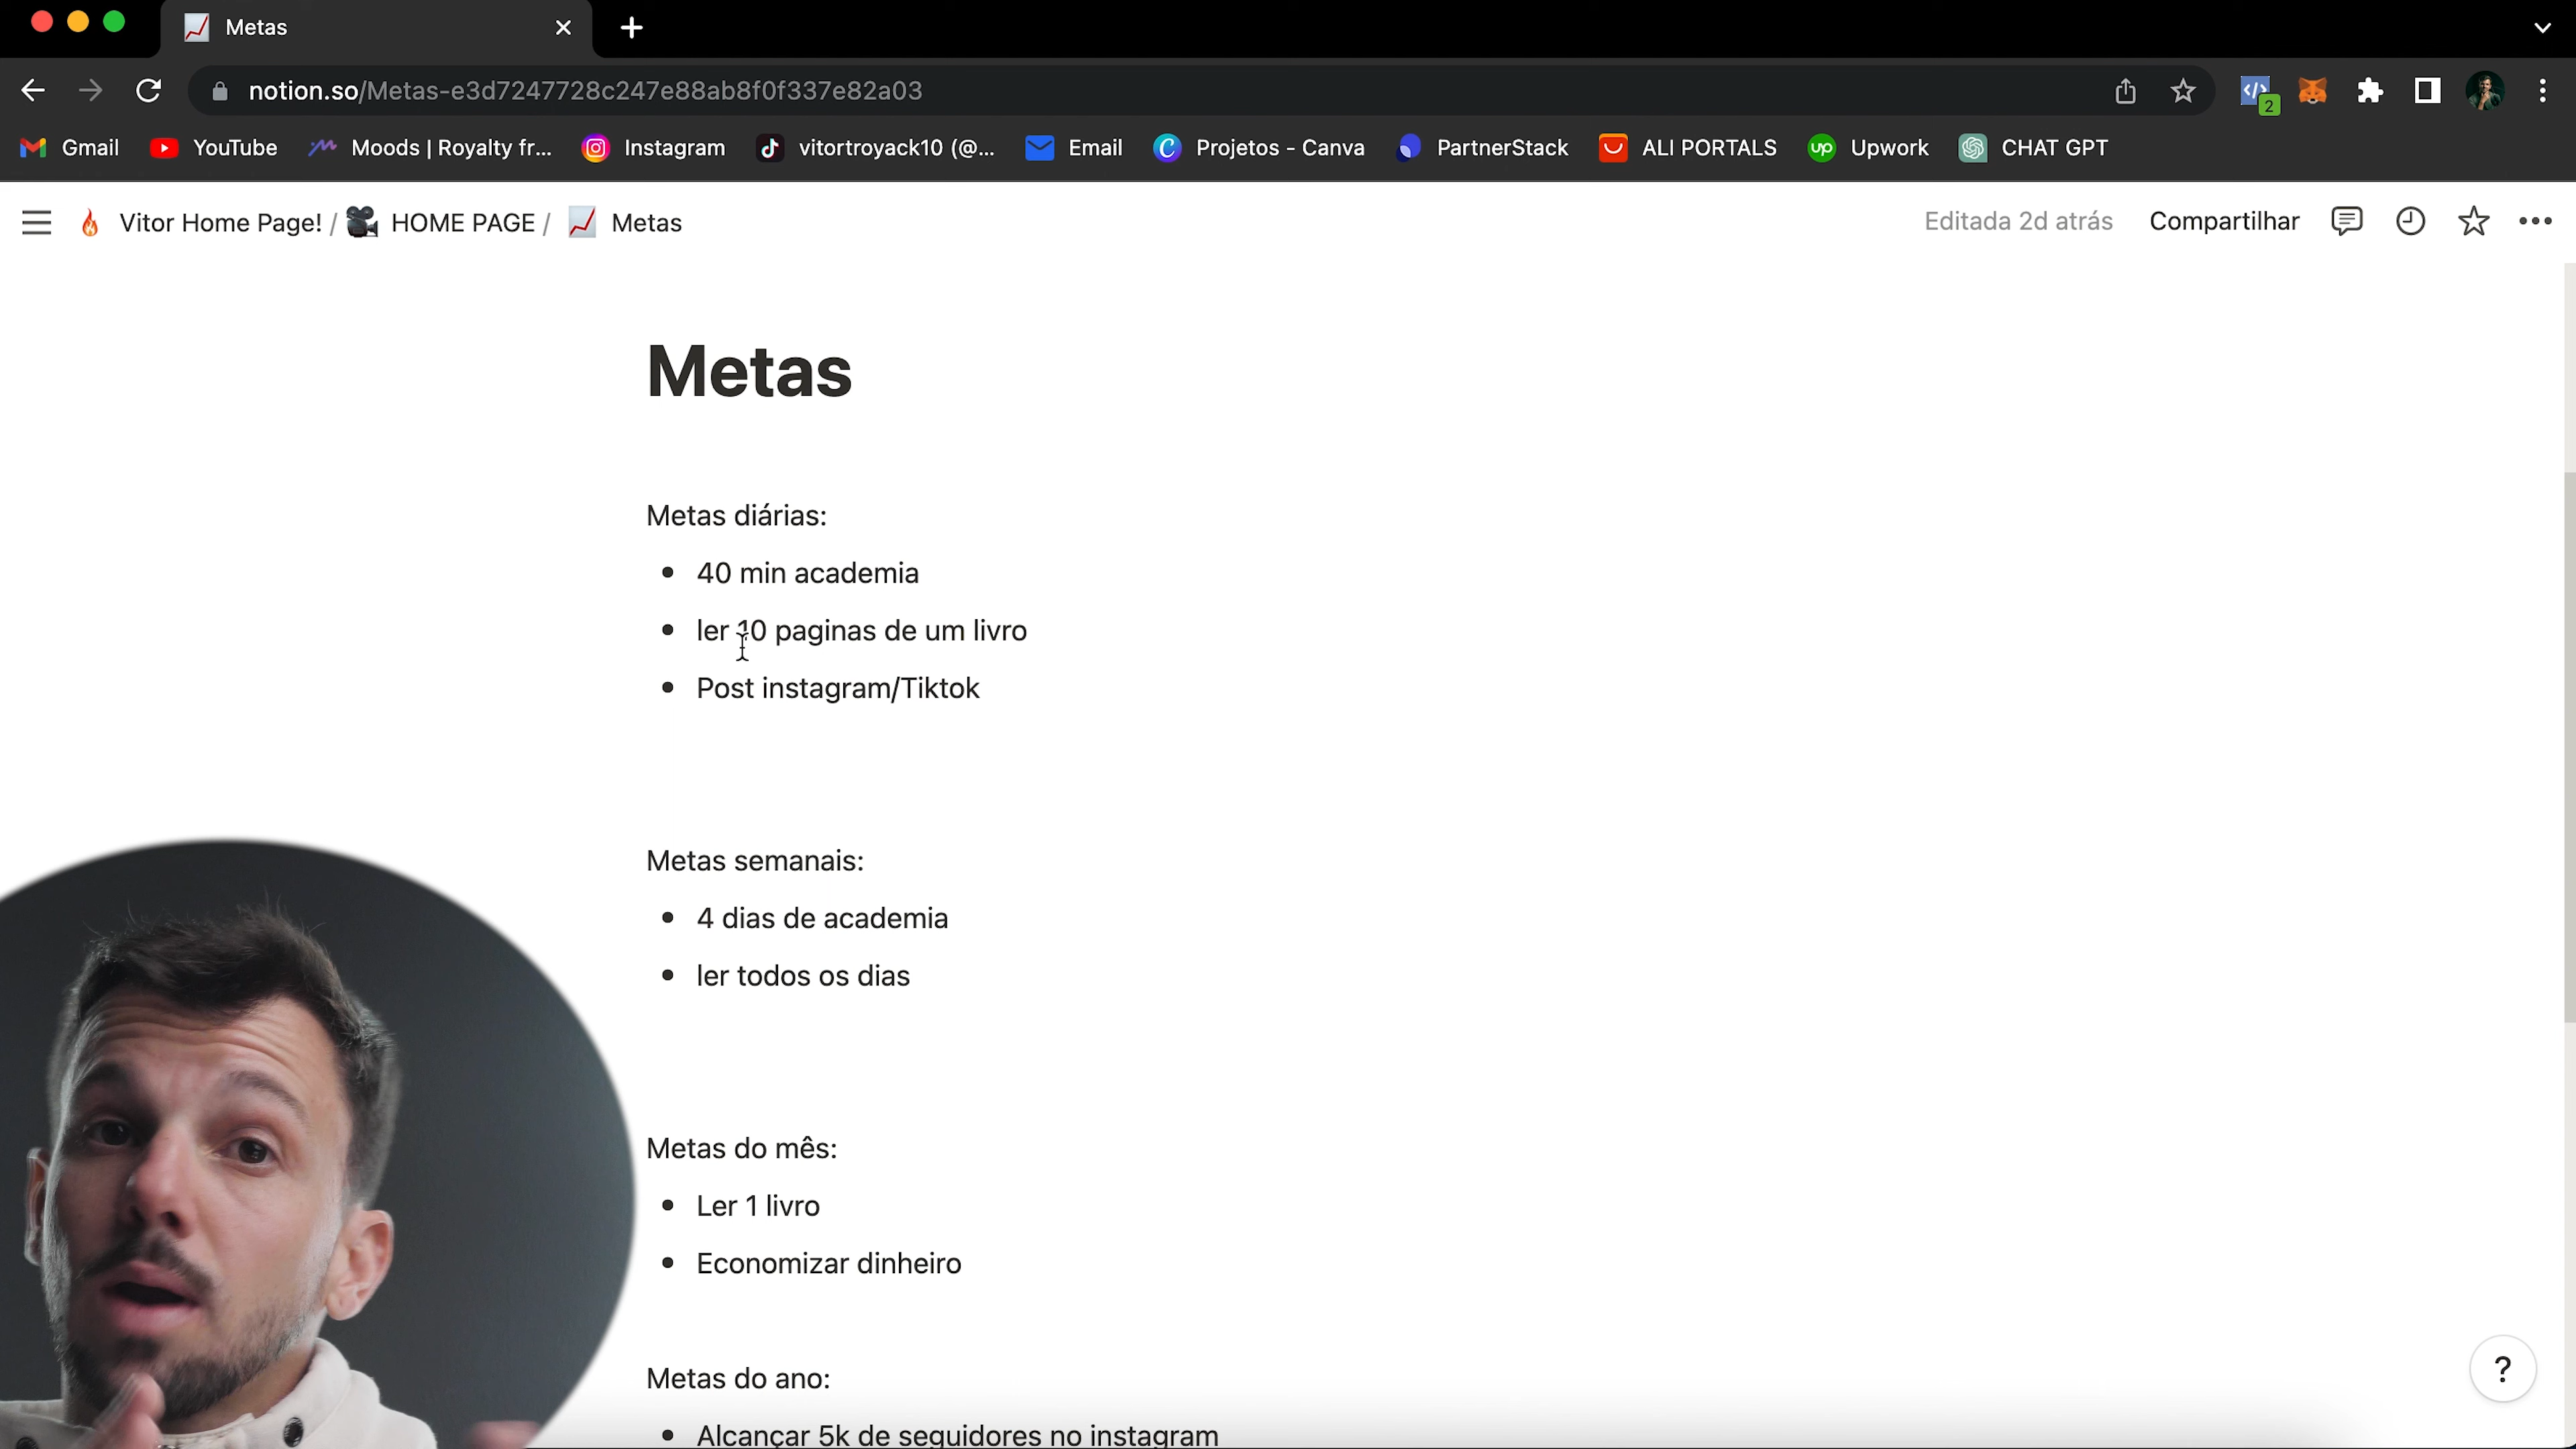 Metas
notion.so/Metas-e3d7247728c247e88ab8f0f337e82a03
2
Gmail
YouTube
Moods | Royalty fr...
Instagram
vitortroyack10 (@...
Email
Projetos - Canva
PartnerStack
ALI PORTALS
up Upwork
CHAT GPT
Vitor Home Page! / HOME PAGE / Metas
Editada 2d atrás
Compartilhar
Metas
Metas diárias:
• 40 min academia
• ler 10 paginas de um livro
• Post instagram/Tiktok
Metas semanais:
• 4 dias de academia
• ler todos os dias
Metas do mês:
• Ler 1 livro
• Economizar dinheiro
Metas do ano:
• Alcançar 5k de seguidores no instagram
?